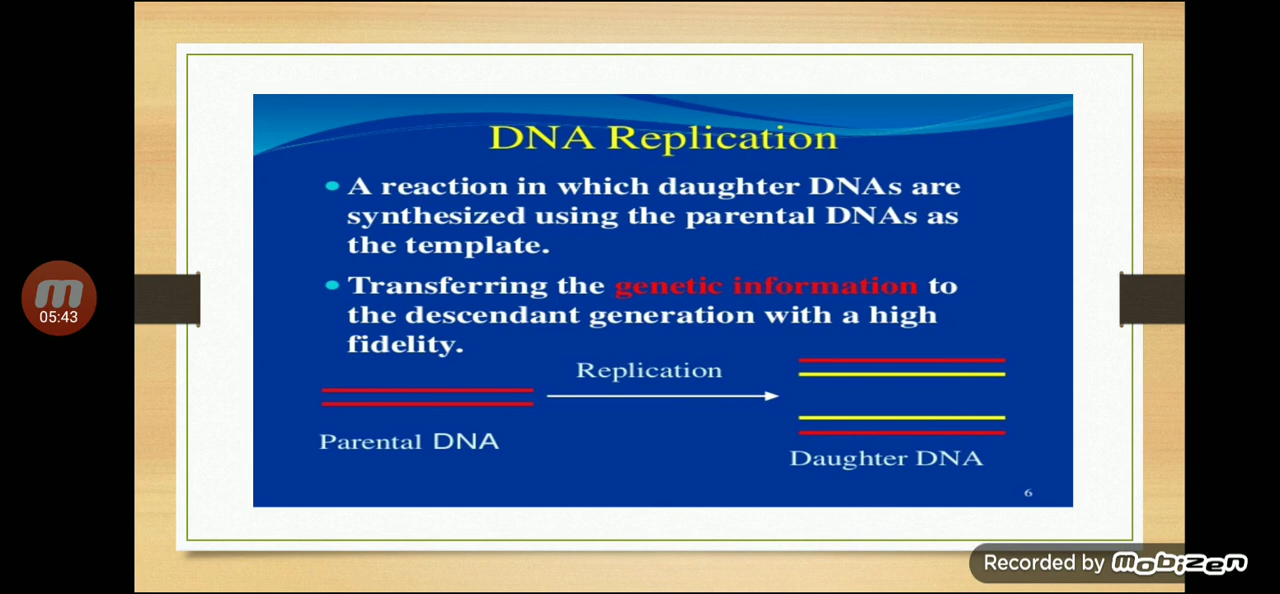 DNA Replication
A reaction in which daughter DNAs are
synthesized using the parental DNAs as
the template.
Transferring the genetic information to
the descendant generation with a high
fidelity.
Replication
Parental DNA
Daughter DNA
6
m
05:43
Recorded by mobizen